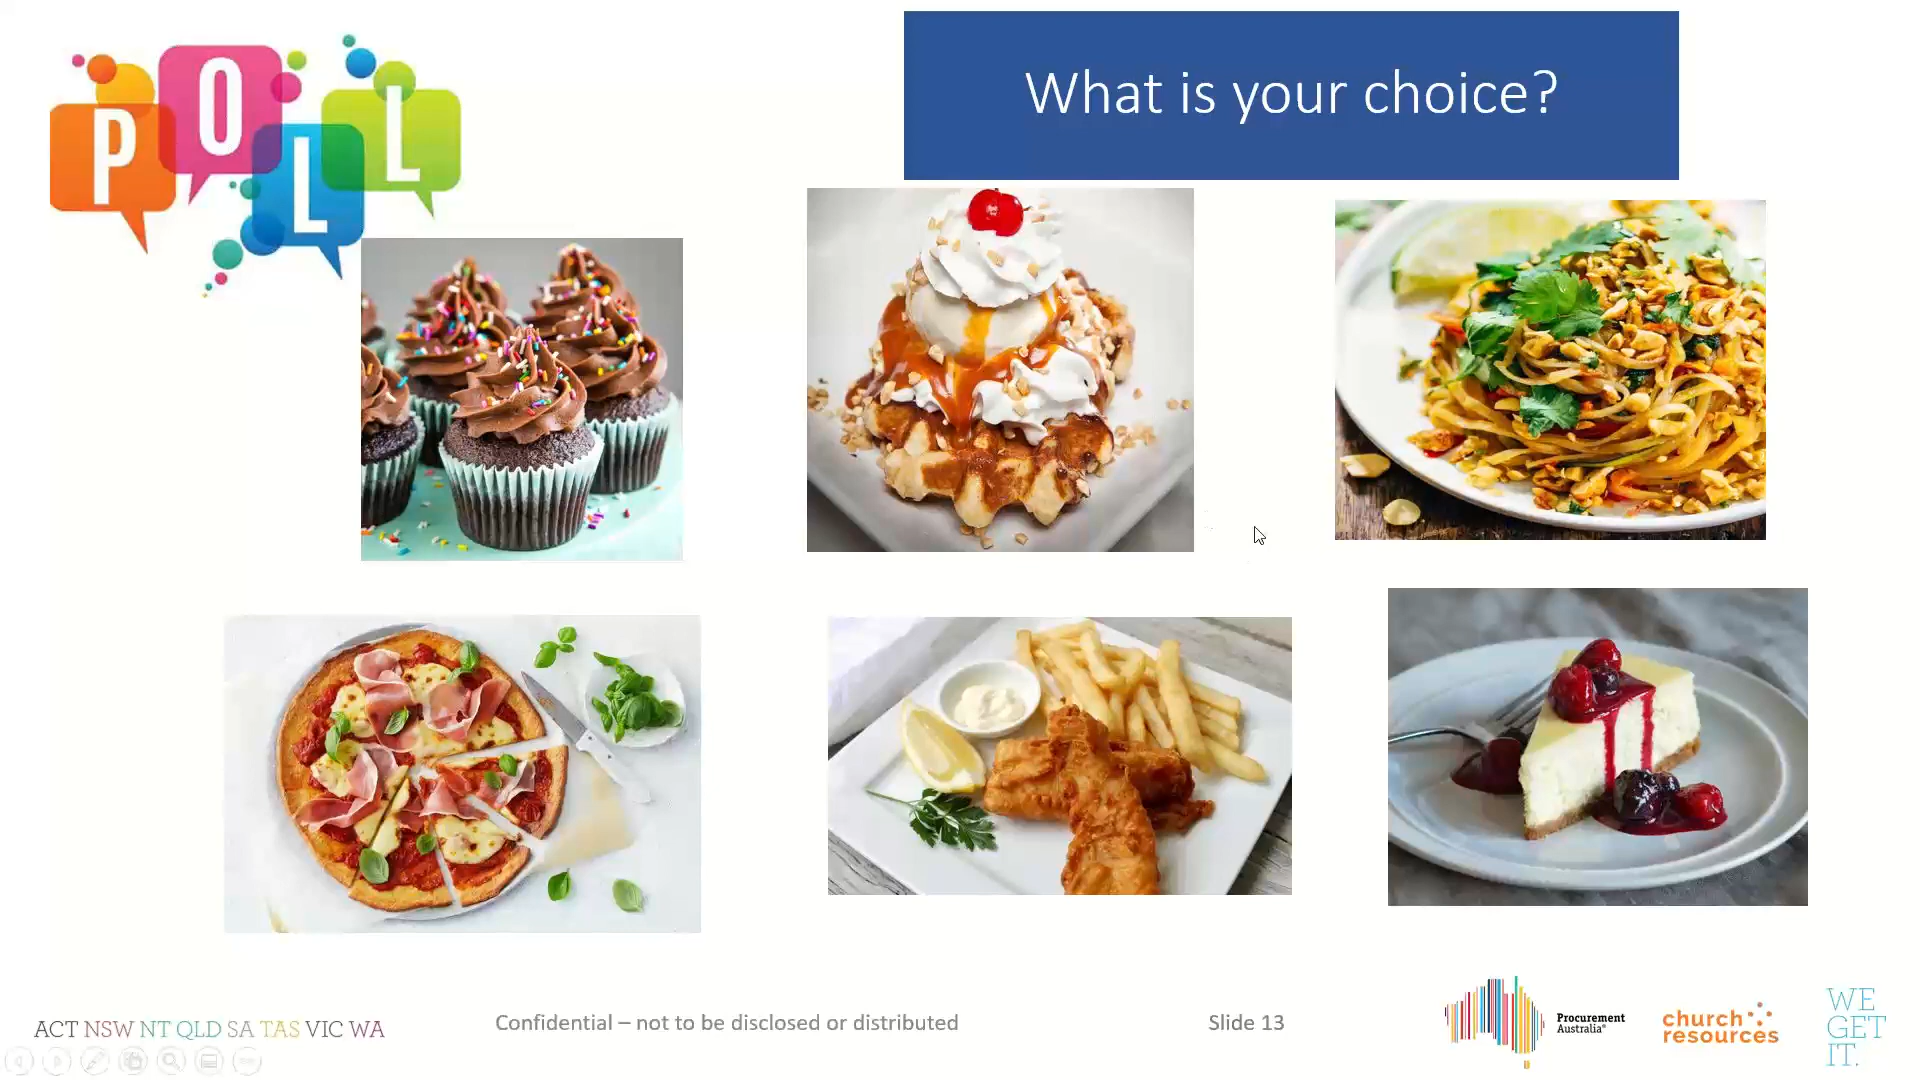 POLL
What is your choice?
ACT NSW NT QLD SA TAS VIC WA
Confidential – not to be disclosed or distributed
Slide 13
Procurement
Australia®
church
resources
WE
GET
IT.